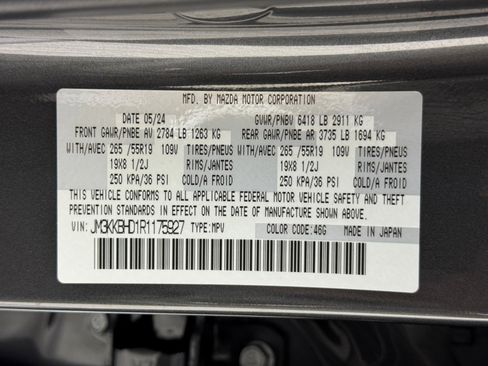 MFD. BY MAZDA MOTOR CORPORATION
DATE 05/24 GVWR/PNBV 6418 LB 2911 KG
FRONT GAWR/PNBE AV 2784 LB 1263 KG REAR GAWR/PNBE AR 3735 LB 1694 KG
WITH/AVEC 265 /55R19 109W TIRES/PNEUS WITH/AVEC 265 /55R19 109W TIRES/PNEUS
19X8 1/2J RIMS/JANTES 19X8 1/2J RIMS/JANTES
250 KPA/36 PSI COLD/A FROID 250 KPA/36 PSI COLD/A FROID
THIS VEHICLE CONFORMS TO ALL APPLICABLE FEDERAL MOTOR VEHICLE SAFETY AND THEFT
PREVENTION STANDARDS IN EFFECT ON THE DATE OF MANUFACTURE SHOWN ABOVE.
VIN: JM3KKBHD1R1175927 TYPE:MPV
COLOR CODE:46G MADE IN JAPAN